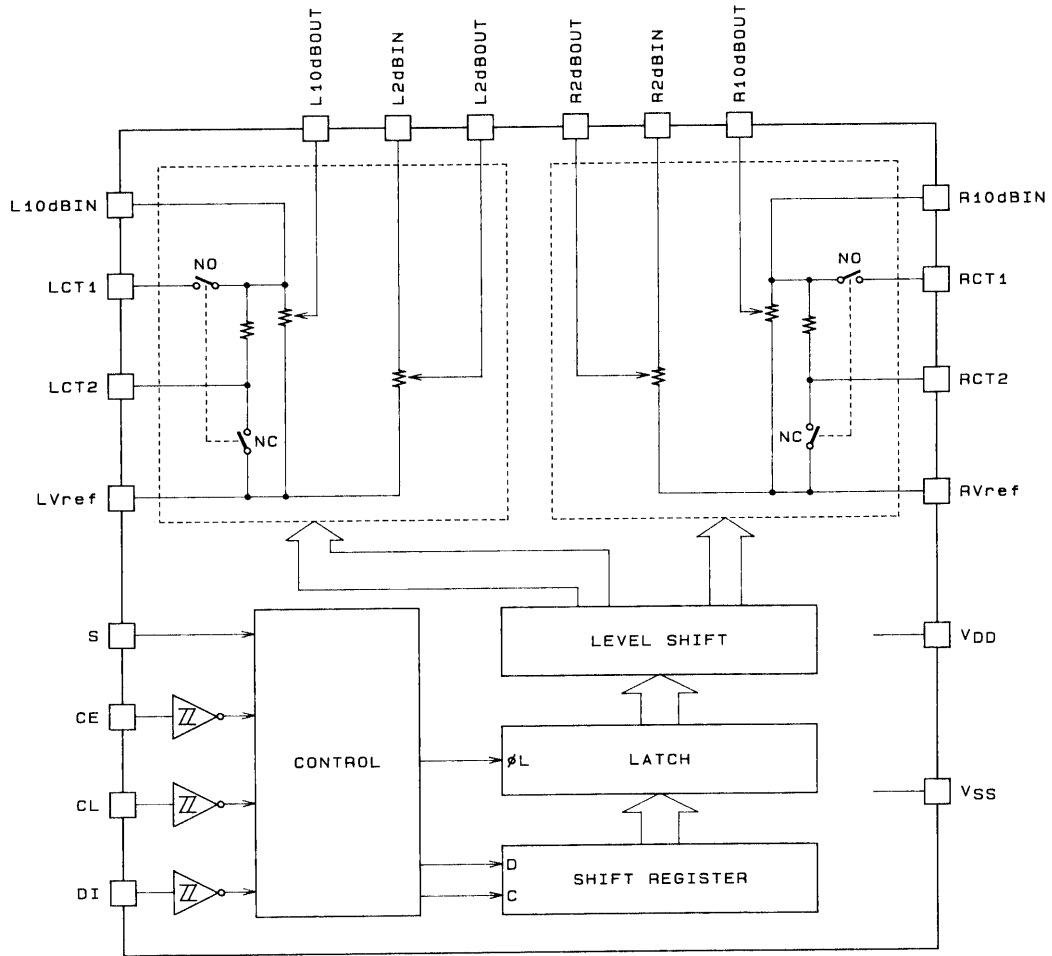 L10dBOUT
L2dBIN
L2dBOUT
R2dBOUT
R2dBIN
R10dBOUT
L10dBIN
R10dBIN
LCT1
NO
NO
RCT1
LCT2
RCT2
NC
NC
LVref
RVref
S
LEVEL SHIFT
VDD
CE
CONTROL
øL
LATCH
VSS
CL
D
SHIFT REGISTER
DI
C